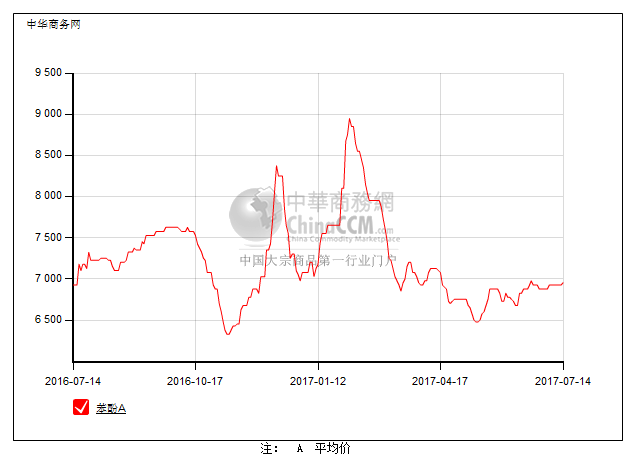 中华商务网
9 500
9 000
8 500
8 000
7 500
7 000
6 500
中華商務網
ChinaCCM.com
China Commodity Marketplace
中国大宗商品第一行业门户
2016-07-14 2016-10-17 2017-01-12 2017-04-17 2017-07-14
苯酚A
注： A 平均价